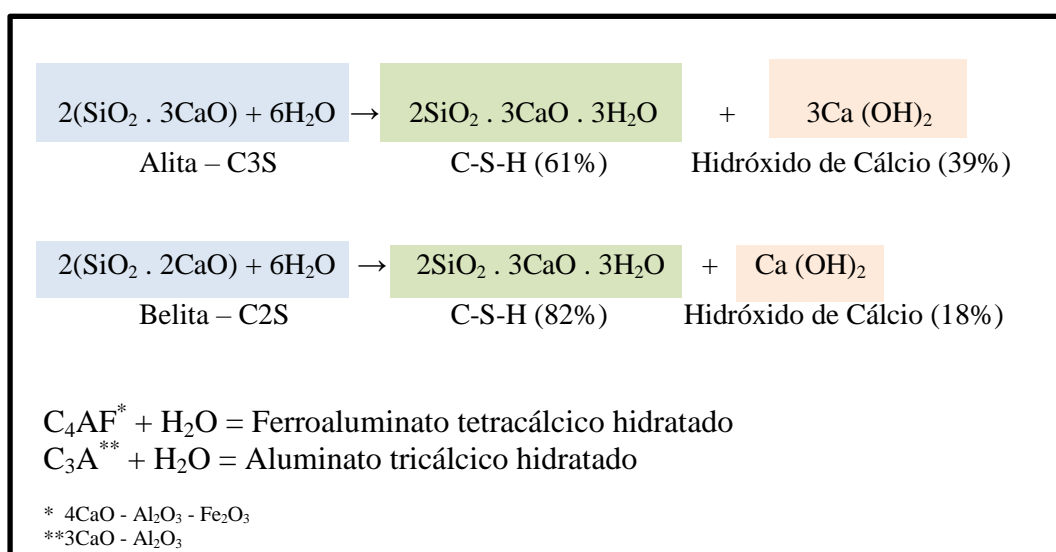 2(SiO₂ . 3CaO) + 6H₂O → 2SiO₂ . 3CaO . 3H₂O + 3Ca (OH)₂
Alita – C3S C-S-H (61%) Hidróxido de Cálcio (39%)
2(SiO₂ . 2CaO) + 6H₂O → 2SiO₂ . 3CaO . 3H₂O + Ca (OH)₂
Belita – C2S C-S-H (82%) Hidróxido de Cálcio (18%)
C₄AF* + H₂O = Ferroaluminato tetracálcico hidratado
C₃A** + H₂O = Aluminato tricálcico hidratado
* 4CaO - Al₂O₃ - Fe₂O₃
**3CaO - Al₂O₃